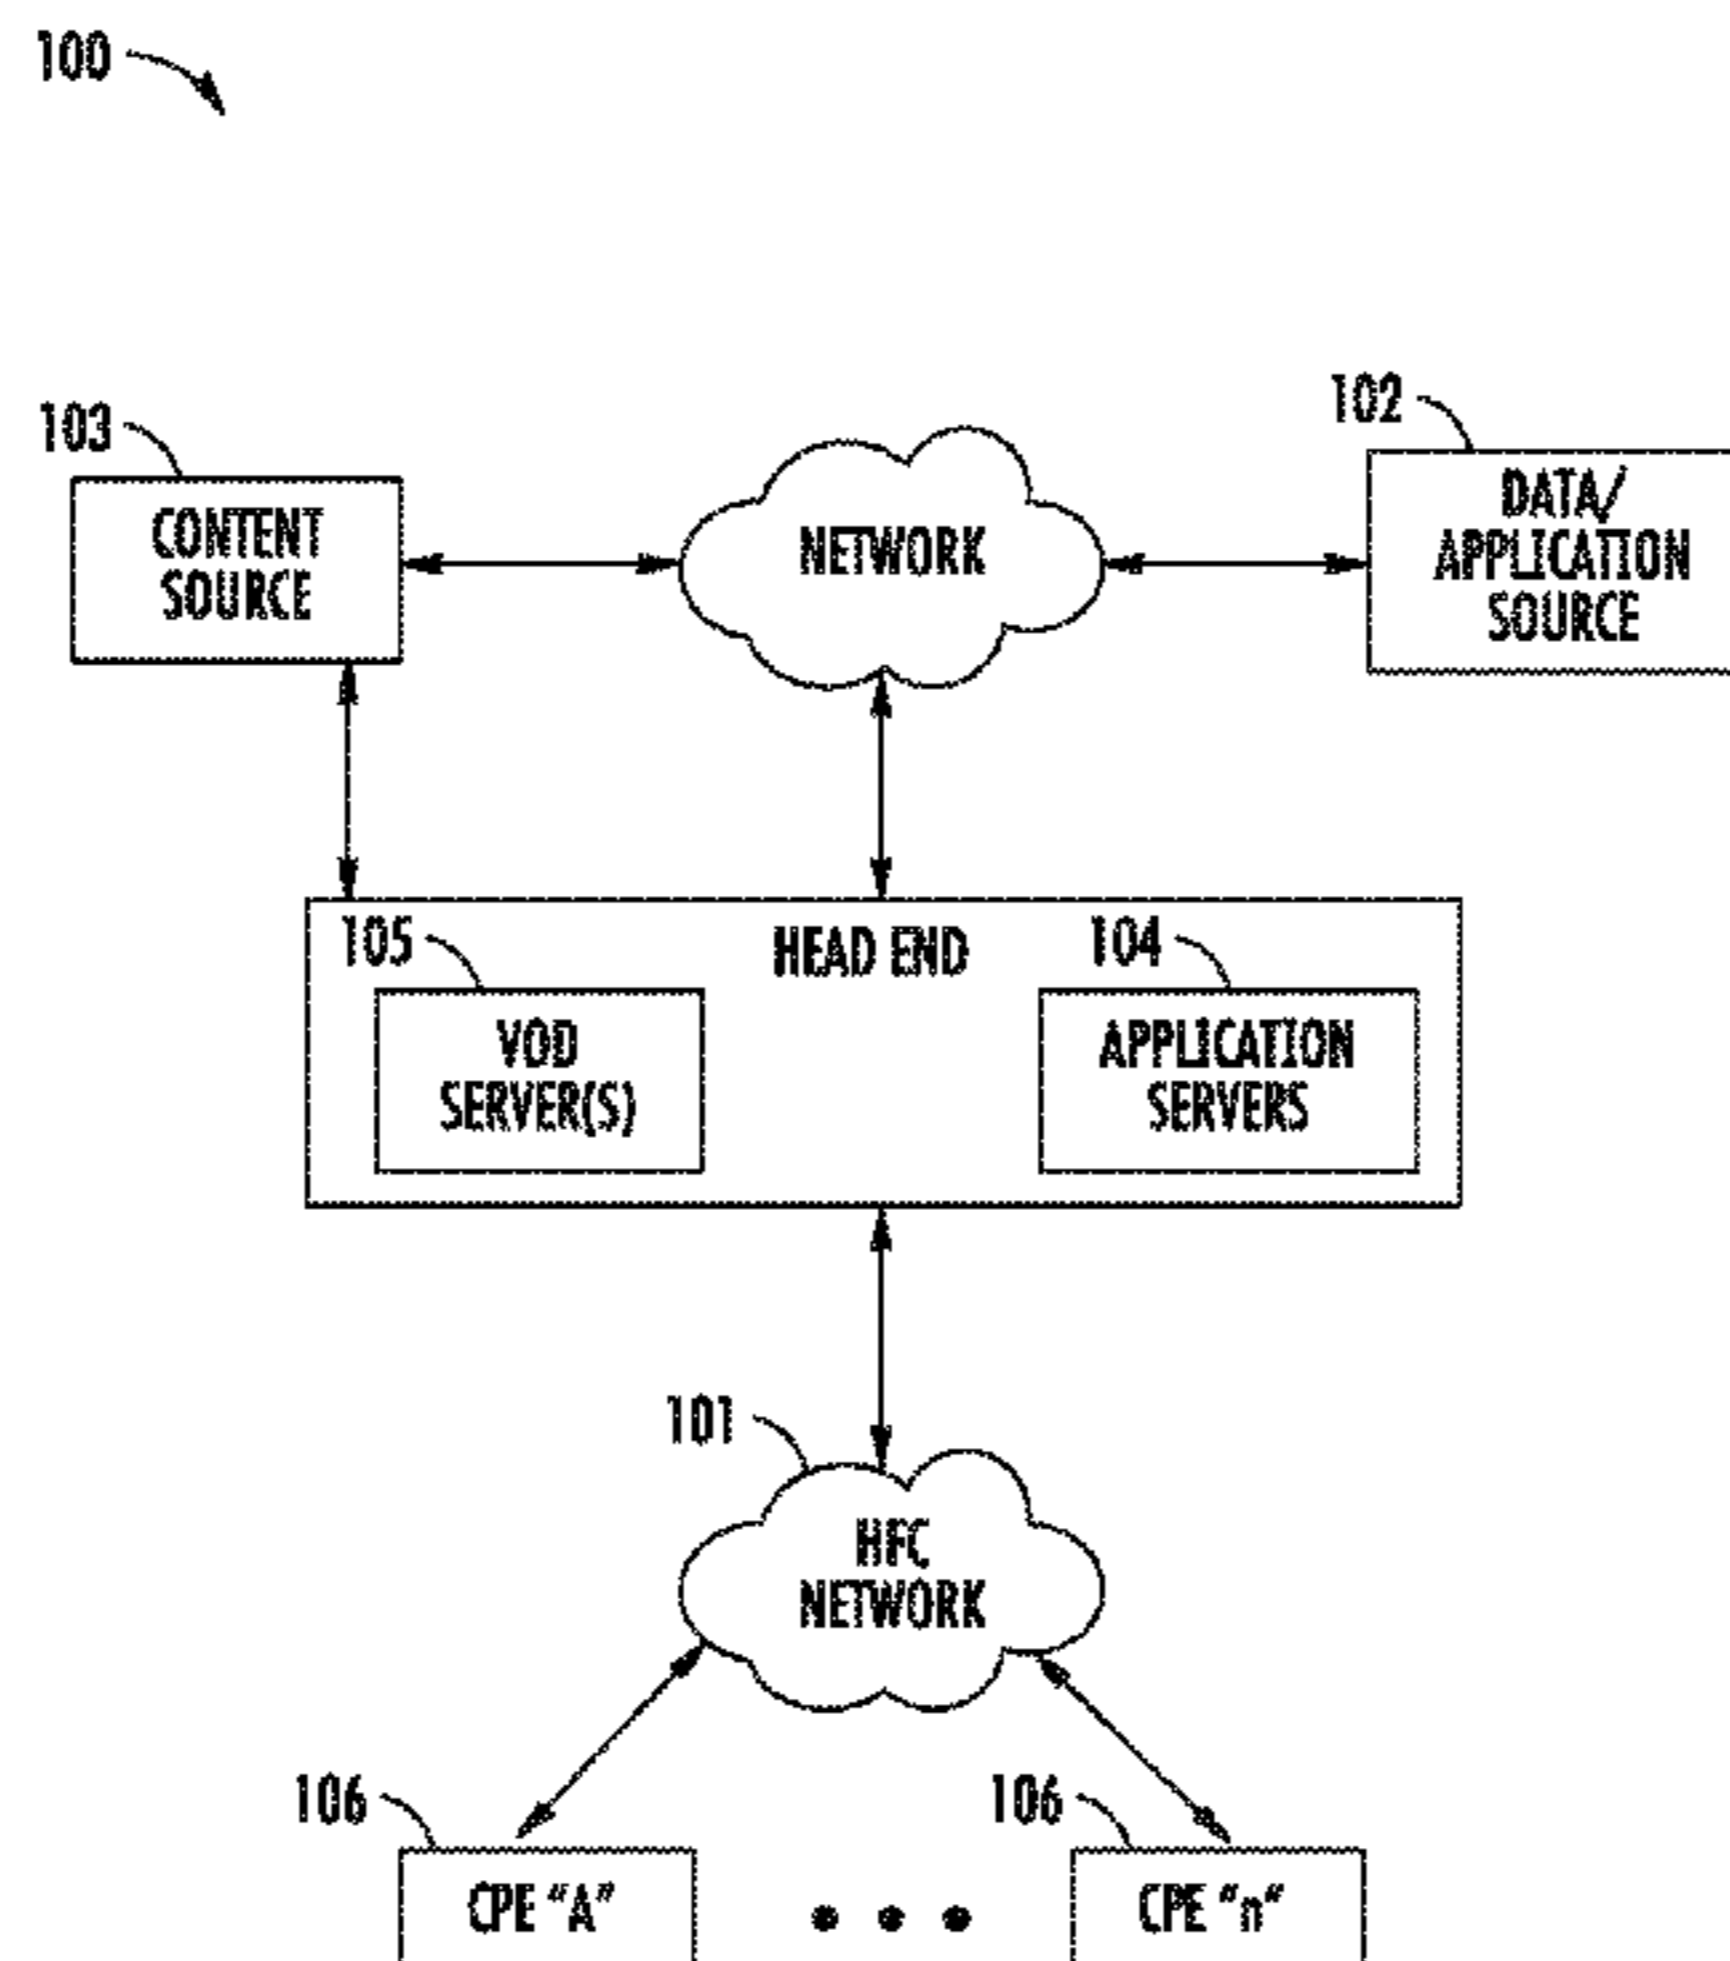 100
103
102
CONTENT
SOURCE
NETWORK
DATA/
APPLICATION
SOURCE
105
HEAD END
104
VOD
SERVER(S)
APPLICATION
SERVERS
101
HFC
NETWORK
106
106
CPE "A"
CPE "n"